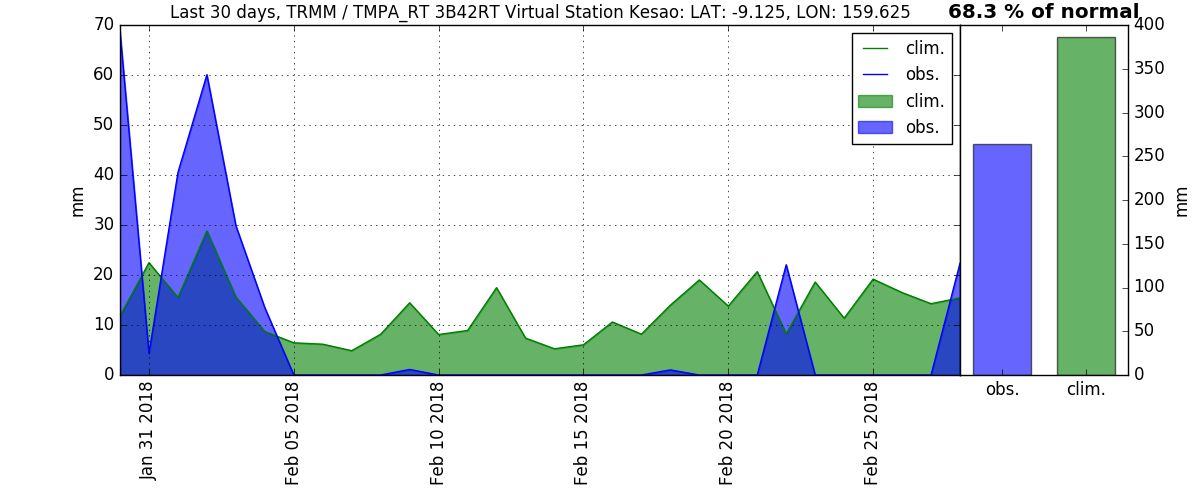 Last 30 days, TRMM / TMPA_RT 3B42RT Virtual Station Kesao: LAT: -9.125, LON: 159.625
68.3 % of normal
mm
70
60
50
40
30
20
10
0
clim.
obs.
clim.
obs.
Jan 31 2018
Feb 05 2018
Feb 10 2018
Feb 15 2018
Feb 20 2018
Feb 25 2018
obs.
clim.
400
350
300
250
200
150
100
50
0
mm